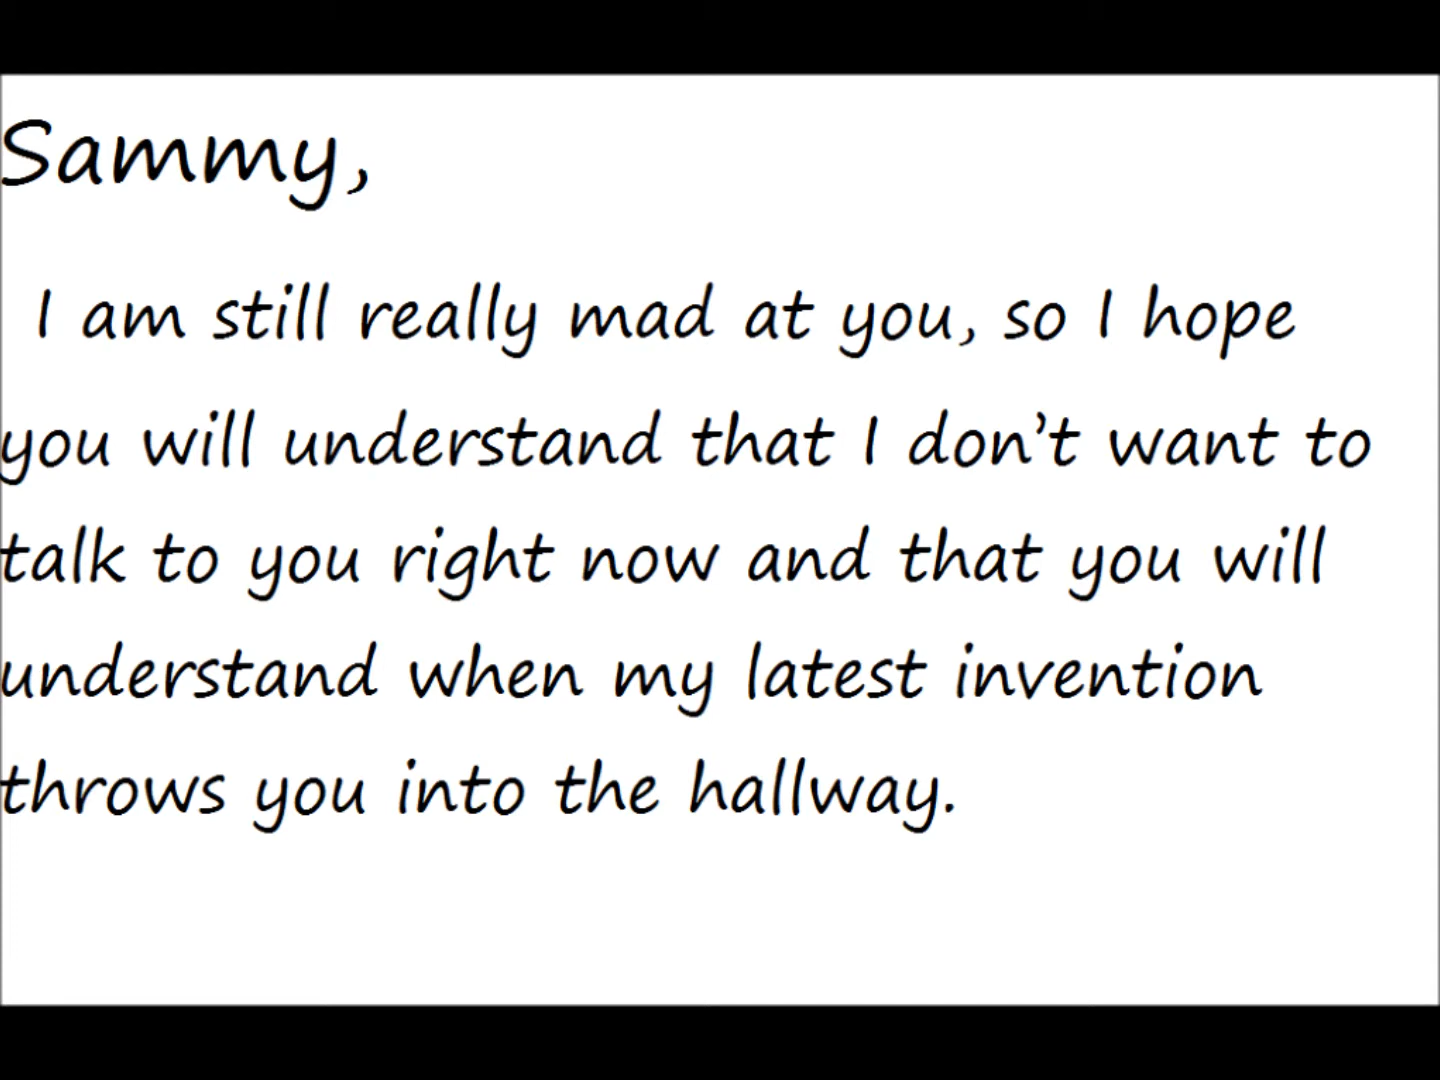 Sammy,
I am still really mad at you, so I hope
you will understand that I don’t want to
talk to you right now and that you will
understand when my latest invention
throws you into the hallway.